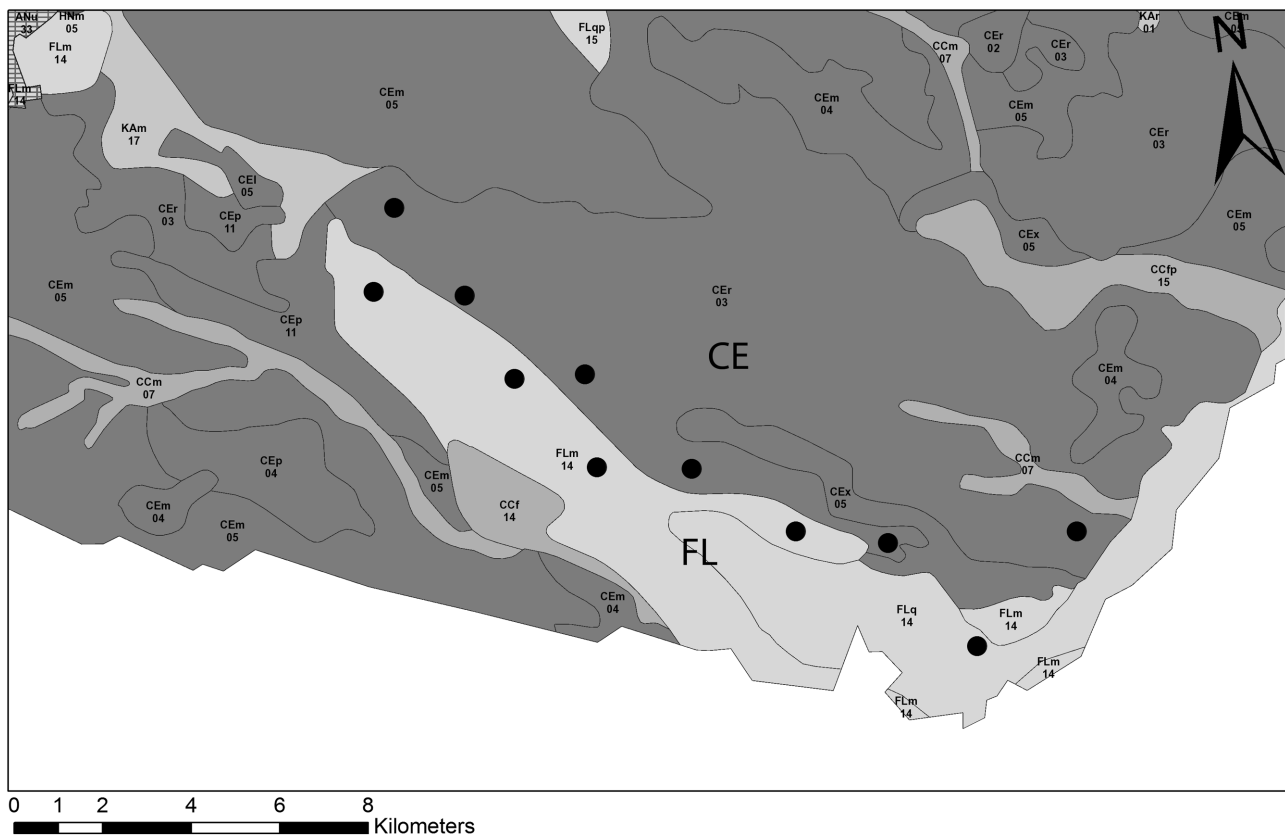 ANu
33
HNm
05
FLm
14
FLm
14
KAm
17
CEl
05
CEr
03
CEp
11
CEm
05
CEp
11
CCm
07
CEp
04
CEm
04
CEm
05
CEm
05
FLqp
15
CEm
05
CEm
04
CCm
07
CEr
02
CEr
03
CEm
05
KAr
01
CEm
05
N
CEr
03
CEm
05
CEx
05
CCfp
15
CEr
03
CE
CEm
04
CCm
07
CEx
05
FLm
14
CEm
05
CCf
14
FL
CEm
04
FLq
14
FLm
14
FLm
14
FLm
14
0 1 2 4 6 8
Kilometers